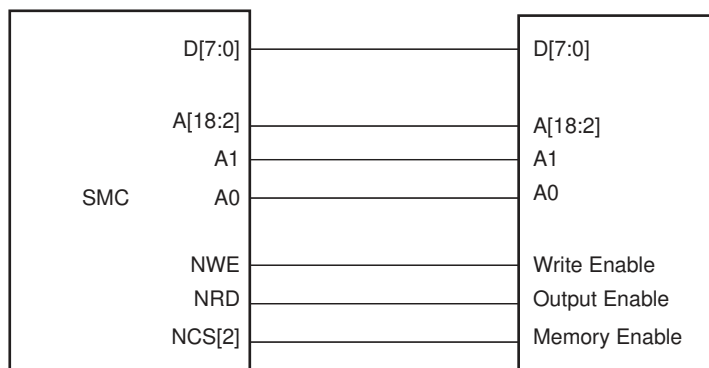 D[7:0] D[7:0]
A[18:2] A[18:2]
A1 A1
SMC A0 A0
NWE Write Enable
NRD Output Enable
NCS[2] Memory Enable